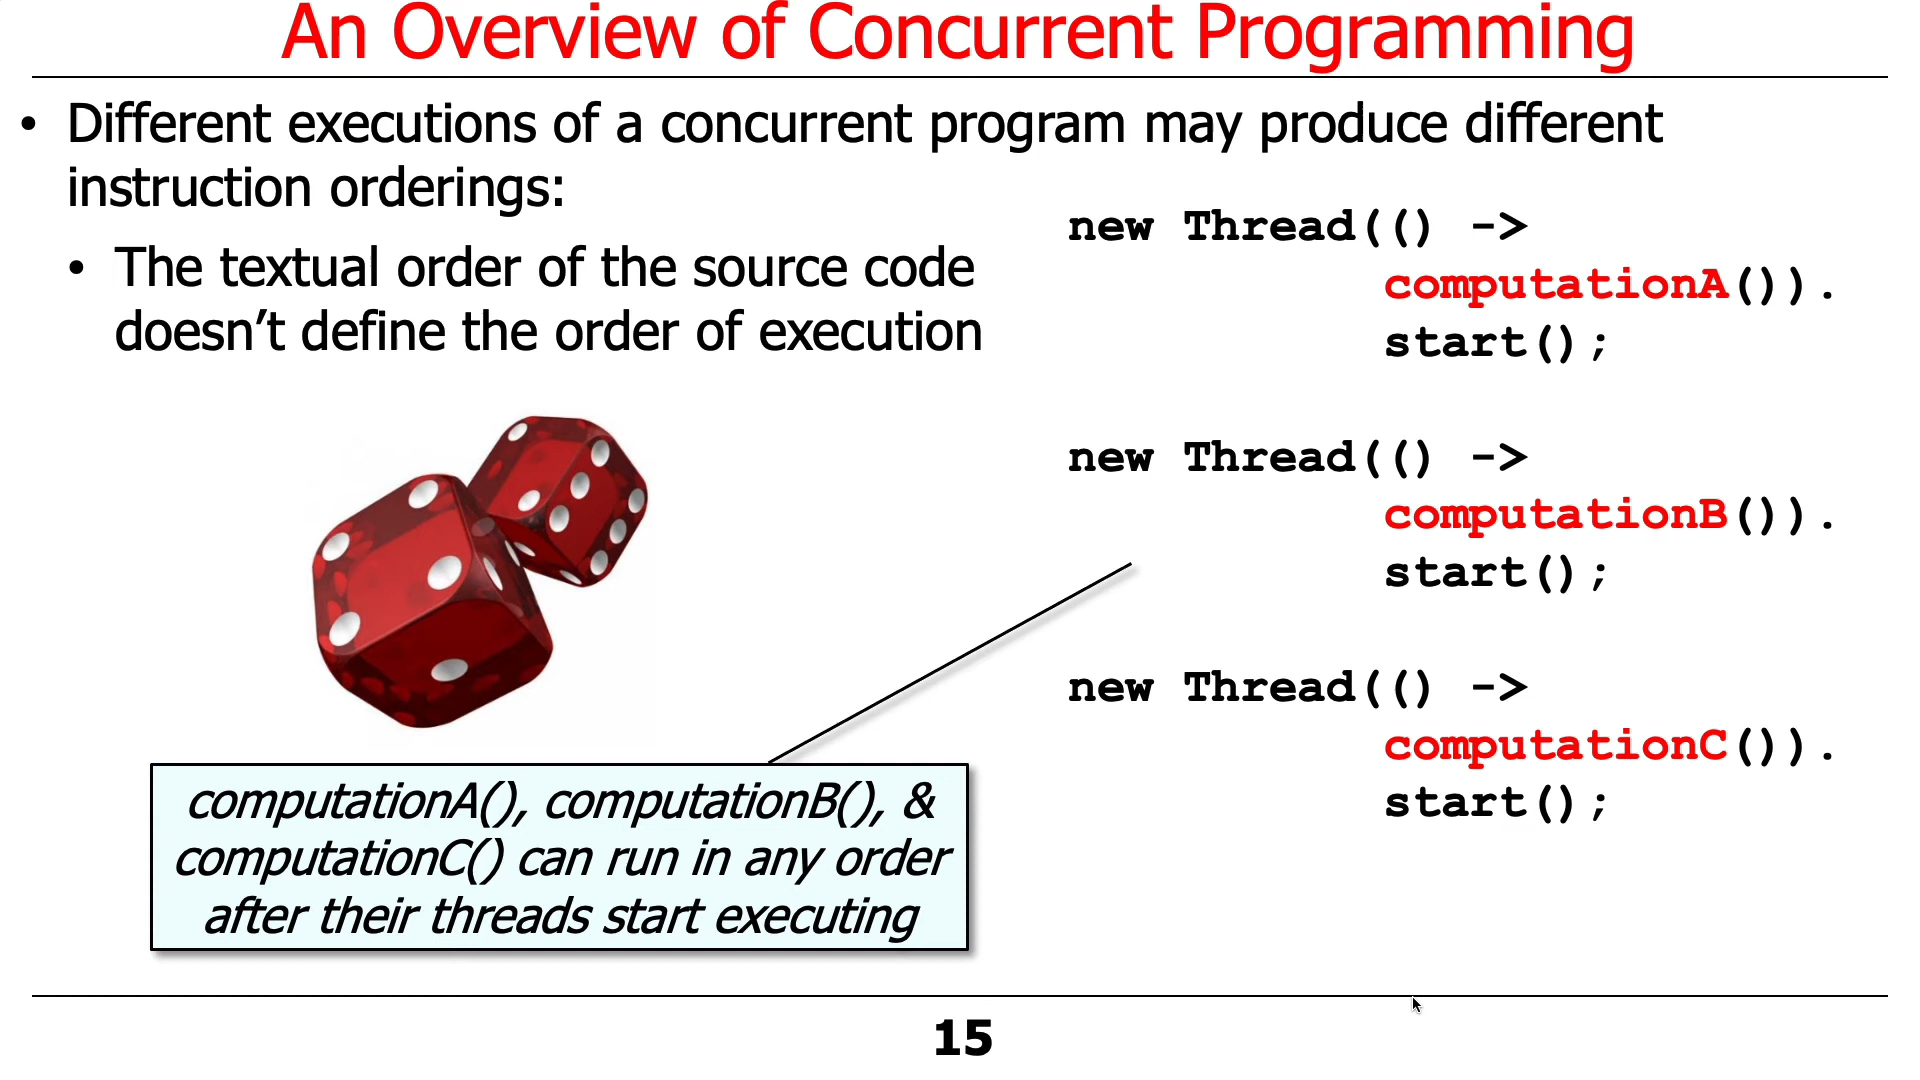 An Overview of Concurrent Programming
• Different executions of a concurrent program may produce different
instruction orderings:
• The textual order of the source code
doesn’t define the order of execution
new Thread(() ->
computationA()).
start();
new Thread(() ->
computationB()).
start();
new Thread(() ->
computationC()).
start();
computationA(), computationB(), &
computationC() can run in any order
after their threads start executing
15